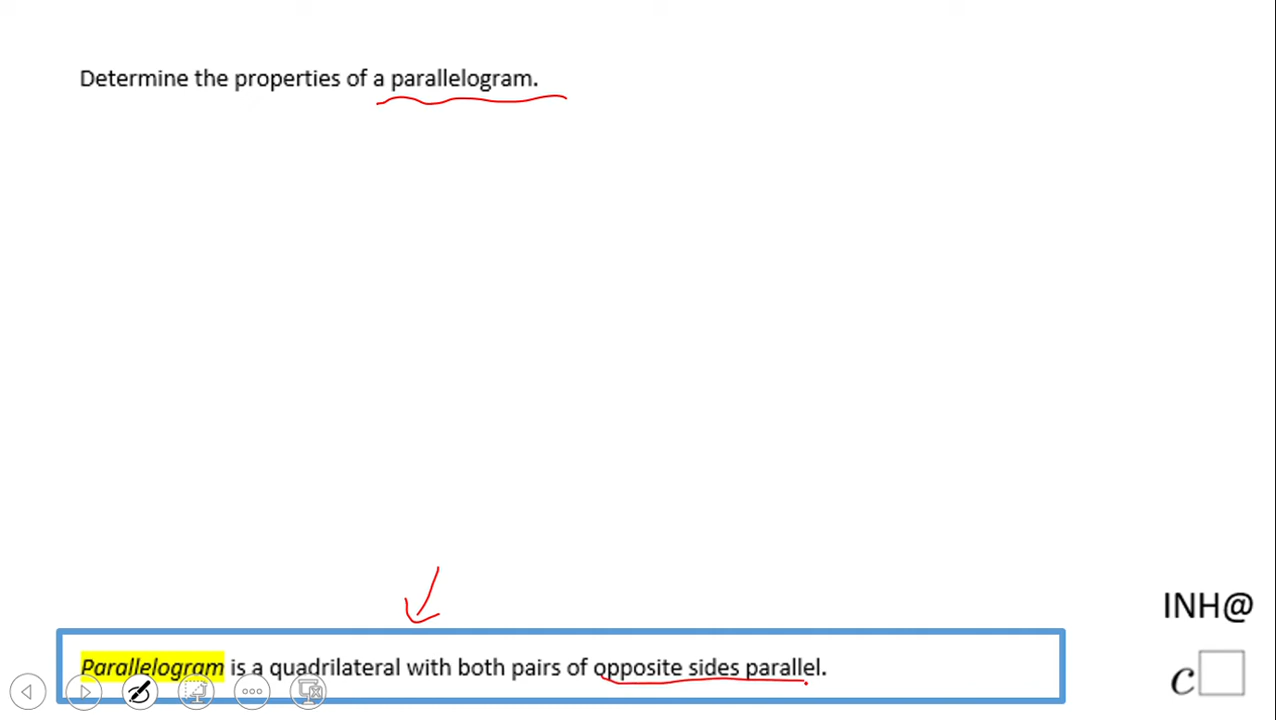 Determine the properties of a parallelogram.
INH@
Parallelogram is a quadrilateral with both pairs of opposite sides parallel.
c